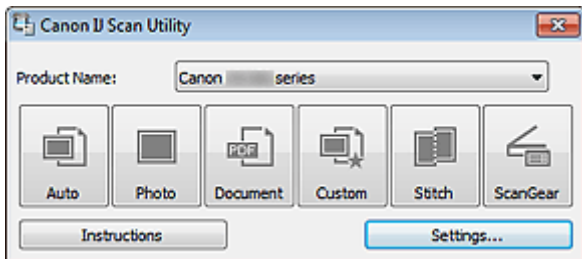 Canon IJ Scan Utility
Product Name: Canon series
PDF
Auto Photo Document Custom Stitch ScanGear
Instructions Settings...